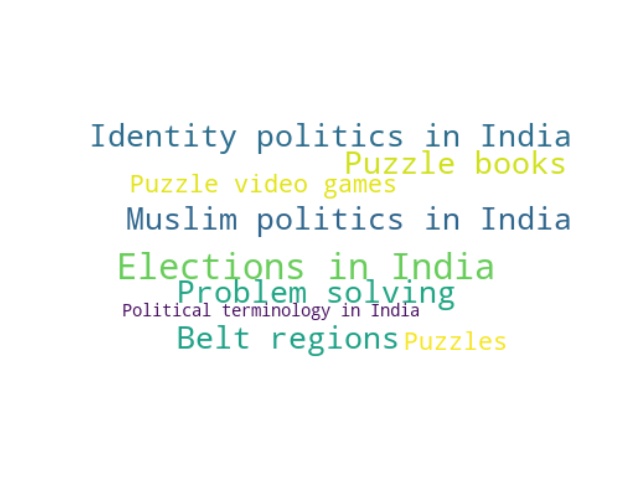 Identity politics in India
Puzzle books
Puzzle video games
Muslim politics in India
Elections in India
Problem solving
Political terminology in India
Belt regions
Puzzles